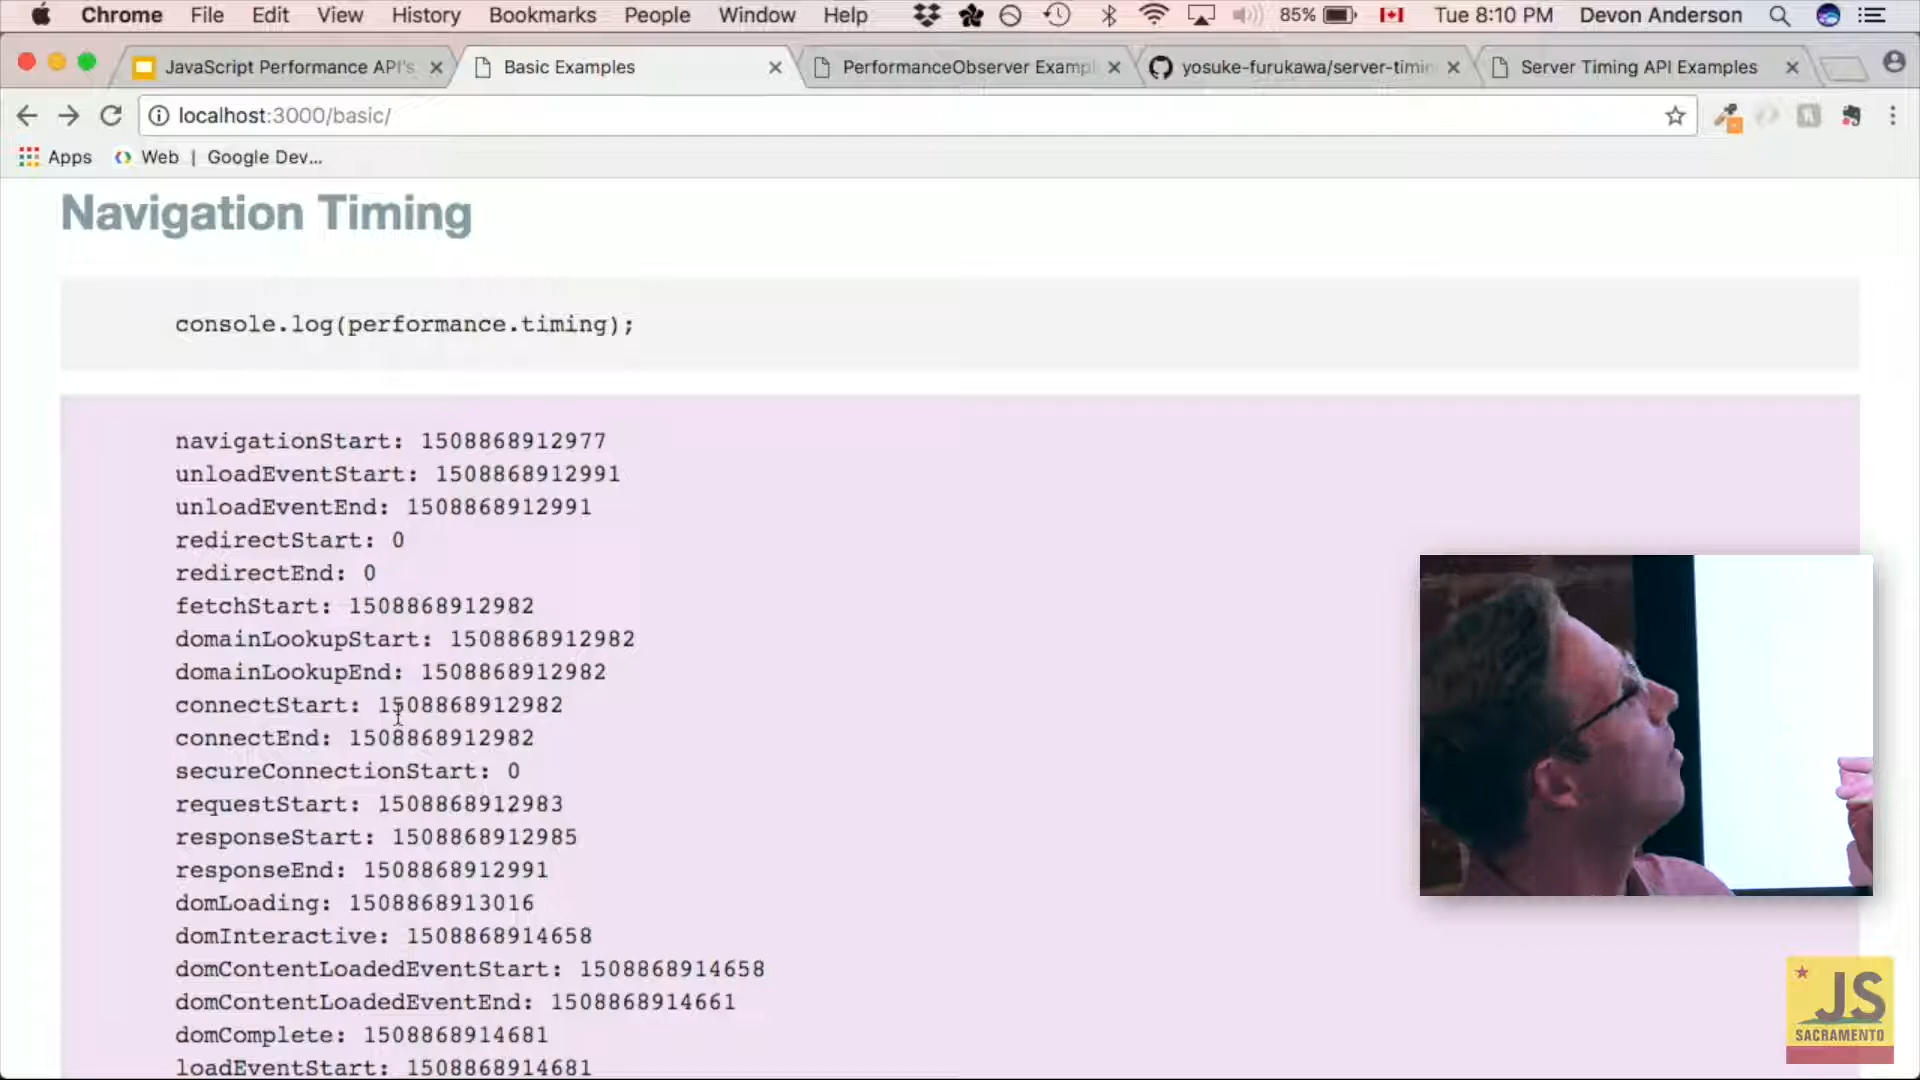 Chrome File Edit View History Bookmarks People Window Help 85% Tue 8:10 PM Devon Anderson
JavaScript Performance API's Basic Examples PerformanceObserver Exampl yosuke-furukawa/server-timin Server Timing API Examples
localhost:3000/basic/
Apps Web | Google Dev...
Navigation Timing
console.log(performance.timing);
navigationStart: 1508868912977
unloadEventStart: 1508868912991
unloadEventEnd: 1508868912991
redirectStart: 0
redirectEnd: 0
fetchStart: 1508868912982
domainLookupStart: 1508868912982
domainLookupEnd: 1508868912982
connectStart: 1508868912982
connectEnd: 1508868912982
secureConnectionStart: 0
requestStart: 1508868912983
responseStart: 1508868912985
responseEnd: 1508868912991
domLoading: 1508868913016
domInteractive: 1508868914658
domContentLoadedEventStart: 1508868914658
domContentLoadedEventEnd: 1508868914661
domComplete: 1508868914681
loadEventStart: 1508868914681
JS
SACRAMENTO